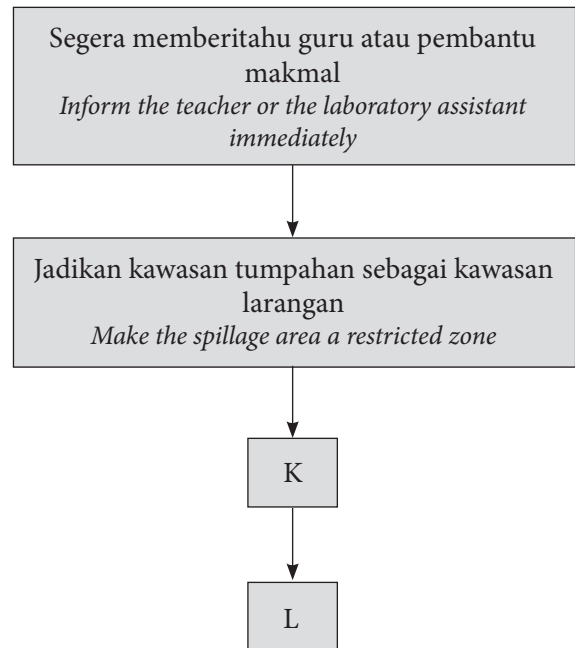 Segera memberitahu guru atau pembantu
makmal
Inform the teacher or the laboratory assistant
immediately
Jadikan kawasan tumpahan sebagai kawasan
larangan
Make the spillage area a restricted zone
K
L